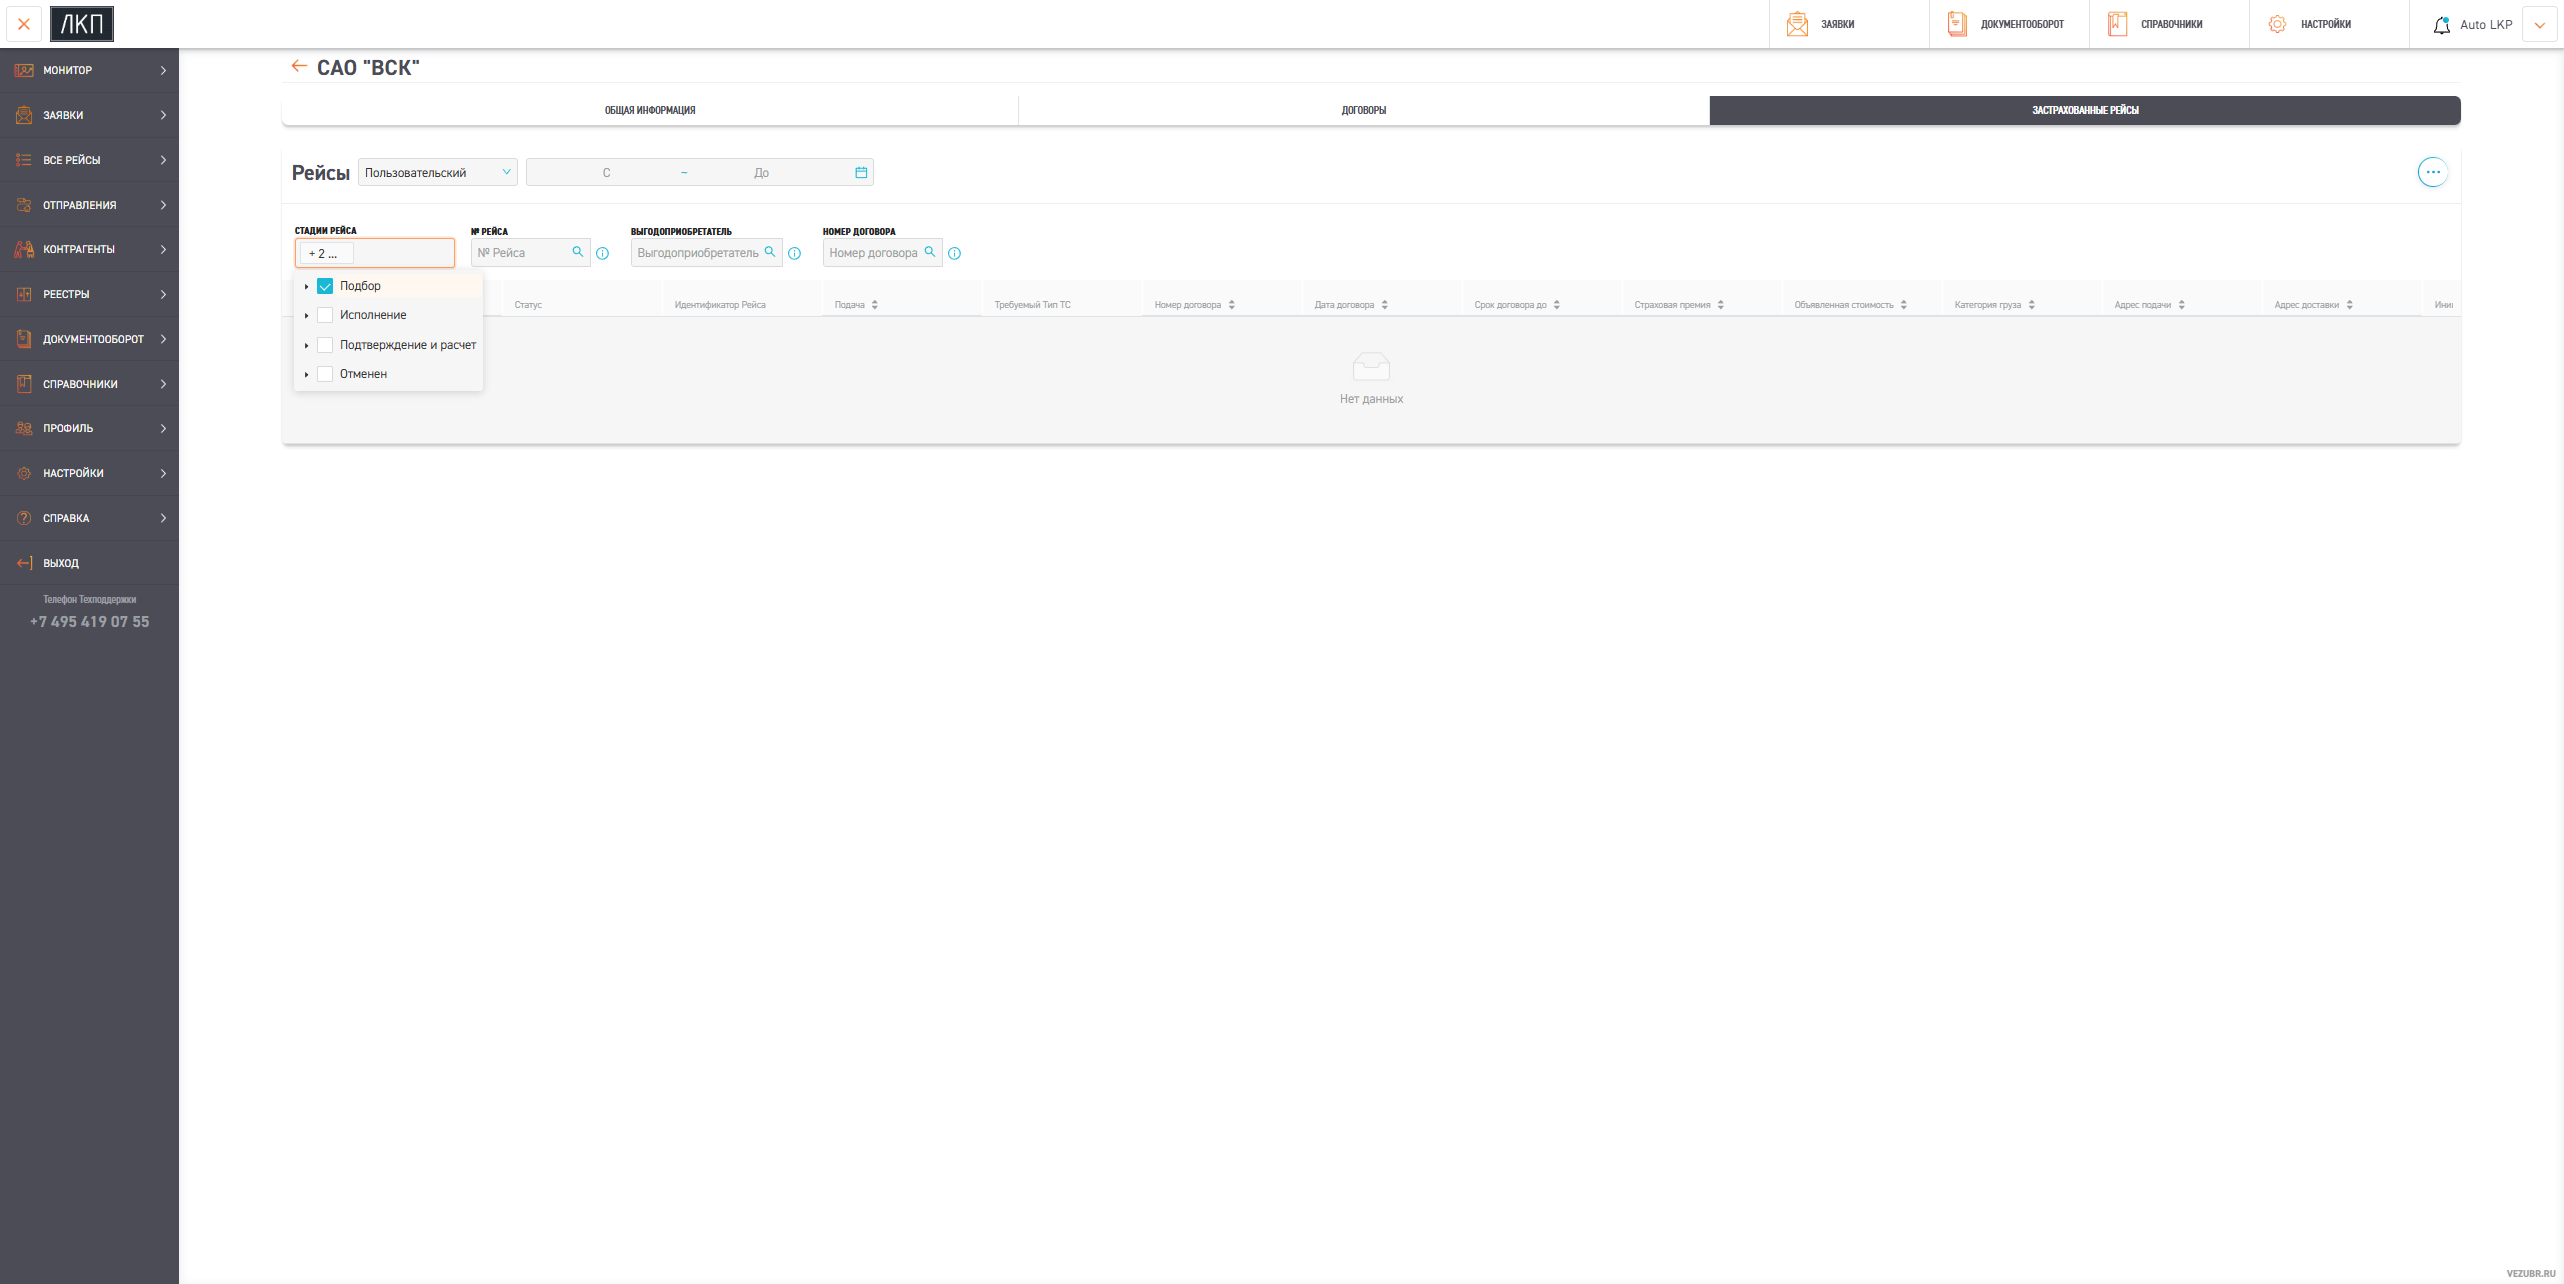 ЛКП
ЗАЯВКИ
ДОКУМЕНТООБОРОТ
СПРАВОЧНИКИ
НАСТРОЙКИ
Auto LKP
МОНИТОР
ЗАЯВКИ
ВСЕ РЕЙСЫ
ОТПРАВЛЕНИЯ
КОНТРАГЕНТЫ
РЕЕСТРЫ
ДОКУМЕНТООБОРОТ
СПРАВОЧНИКИ
ПРОФИЛЬ
НАСТРОЙКИ
СПРАВКА
ВЫХОД
Телефон Техподдержки
+7 495 419 07 55
САО "ВСК"
ОБЩАЯ ИНФОРМАЦИЯ
ДОГОВОРЫ
ЗАСТРАХОВАННЫЕ РЕЙСЫ
Рейсы
Пользовательский
С ~ До
СТАДИИ РЕЙСА
№ РЕЙСА
ВЫГОДОПРИОБРЕТАТЕЛЬ
НОМЕР ДОГОВОРА
+ 2 ...
№ Рейса
Выгодоприобретатель
Номер договора
Подбор
Исполнение
Подтверждение и расчет
Отменен
Статус
Идентификатор Рейса
Подача
Требуемый Тип ТС
Номер договора
Дата договора
Срок договора до
Страховая премия
Объявленная стоимость
Категория груза
Адрес подачи
Адрес доставки
Нет данных
VEZUBR.RU